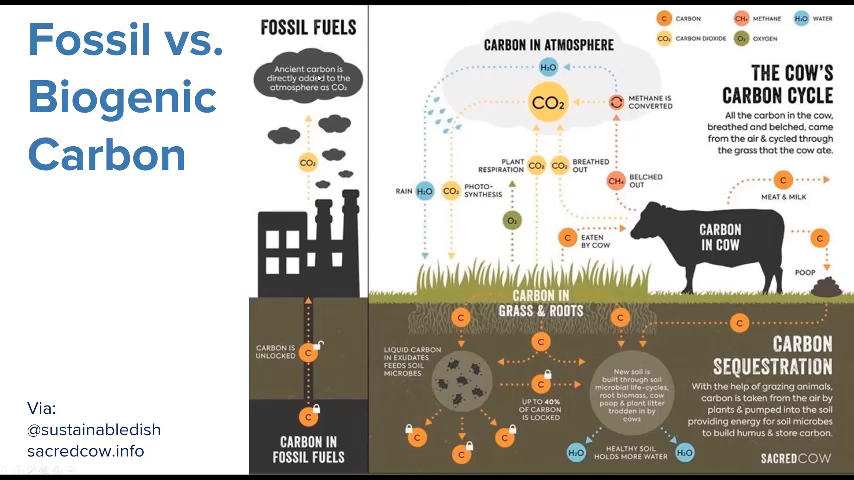 Fossil vs.
Biogenic
Carbon
Via:
@sustainabledish
sacredcow.info
FOSSIL FUELS
Ancient carbon is
directly added to the
atmosphere as CO₂
CO₂
CARBON IS
UNLOCKED
C
C
CARBON IN
FOSSIL FUELS
C CARBON
CH₄ METHANE
H₂O WATER
CO₂ CARBON DIOXIDE
O₂ OXYGEN
CARBON IN ATMOSPHERE
H₂O
CO₂
METHANE IS
CONVERTED
THE COW'S
CARBON CYCLE
All the carbon in the cow,
breathed and belched, came
from the air & cycled through
the grass that the cow ate.
RAIN H₂O
CO₂ PHOTO-
SYNTHESIS
PLANT
RESPIRATION
CO₂
CO₂ BREATHED
OUT
CH₄ BELCHED
OUT
O₂
C EATEN
BY COW
CARBON
IN COW
C
MEAT & MILK
C
POOP
CARBON IN
GRASS & ROOTS
C
C
C
C
LIQUID CARBON
IN EXUDATES
FEEDS SOIL
MICROBES
C
UP TO 40%
OF CARBON
IS LOCKED
C
C
C
New soil is
built through soil
microbial life-cycles,
root biomass, cow
poop & plant litter
trodden in by
cows
H₂O
HEALTHY SOIL
HOLDS MORE WATER
H₂O
CARBON
SEQUESTRATION
With the help of grazing animals,
carbon is taken from the air by
plants & pumped into the soil
providing energy for soil microbes
to build humus & store carbon.
SACREDCOW